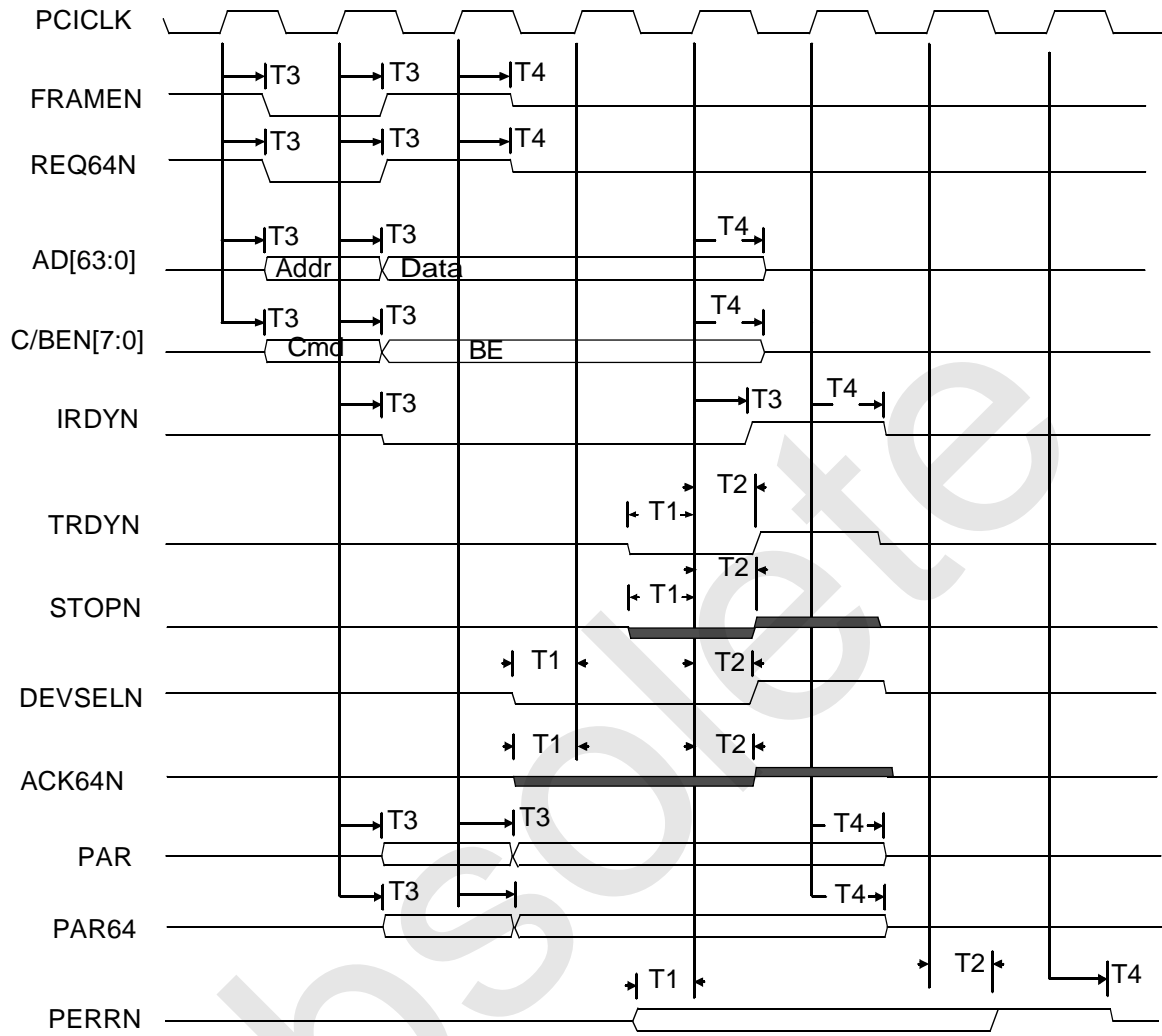 PCICLK
T3 T3 T4
FRAMEN
T3 T3 T4
REQ64N
T3 T3 T4
AD[63:0]
Addr Data
T3 T3 T4
C/BEN[7:0]
Cmd BE
T3 T3 T4
IRDYN
T2
T1
TRDYN
T2
T1
STOPN
T1 T2
DEVSELN
T1 T2
ACK64N
T3 T3 T4
PAR
T3 T4
PAR64
T1 T2 T4
PERRN
bsolete